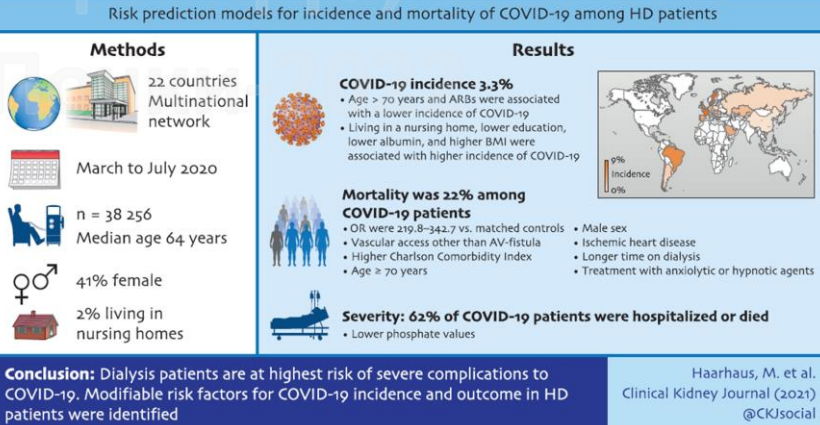 Risk prediction models for incidence and mortality of COVID-19 among HD patients
Methods
22 countries
Multinational
network
March to July 2020
n = 38 256
Median age 64 years
41% female
2% living in
nursing homes
Results
COVID-19 incidence 3.3%
• Age > 70 years and ARBs were associated
with a lower incidence of COVID-19
• Living in a nursing home, lower education,
lower albumin, and higher BMI were
associated with higher incidence of COVID-19
9%
Incidence
0%
Mortality was 22% among
COVID-19 patients
• OR were 219.8–342.7 vs. matched controls
• Vascular access other than AV-fistula
• Higher Charlson Comorbidity Index
• Age ≥ 70 years
• Male sex
• Ischemic heart disease
• Longer time on dialysis
• Treatment with anxiolytic or hypnotic agents
Severity: 62% of COVID-19 patients were hospitalized or died
• Lower phosphate values
Conclusion: Dialysis patients are at highest risk of severe complications to
COVID-19. Modifiable risk factors for COVID-19 incidence and outcome in HD
patients were identified
Haarhaus, M. et al.
Clinical Kidney Journal (2021)
@CKJsocial